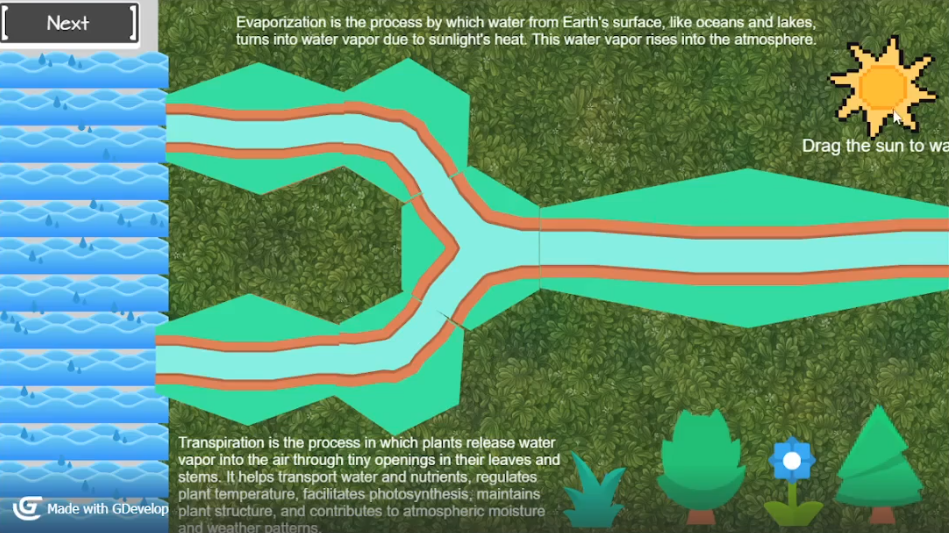 Next
Evaporization is the process by which water from Earth's surface, like oceans and lakes,
turns into water vapor due to sunlight's heat. This water vapor rises into the atmosphere.
Drag the sun to wa
Transpiration is the process in which plants release water
vapor into the air through tiny openings in their leaves and
stems. It helps transport water and nutrients, regulates
plant temperature, facilitates photosynthesis, maintains
plant structure, and contributes to atmospheric moisture
and weather patterns.
Made with GDevelop